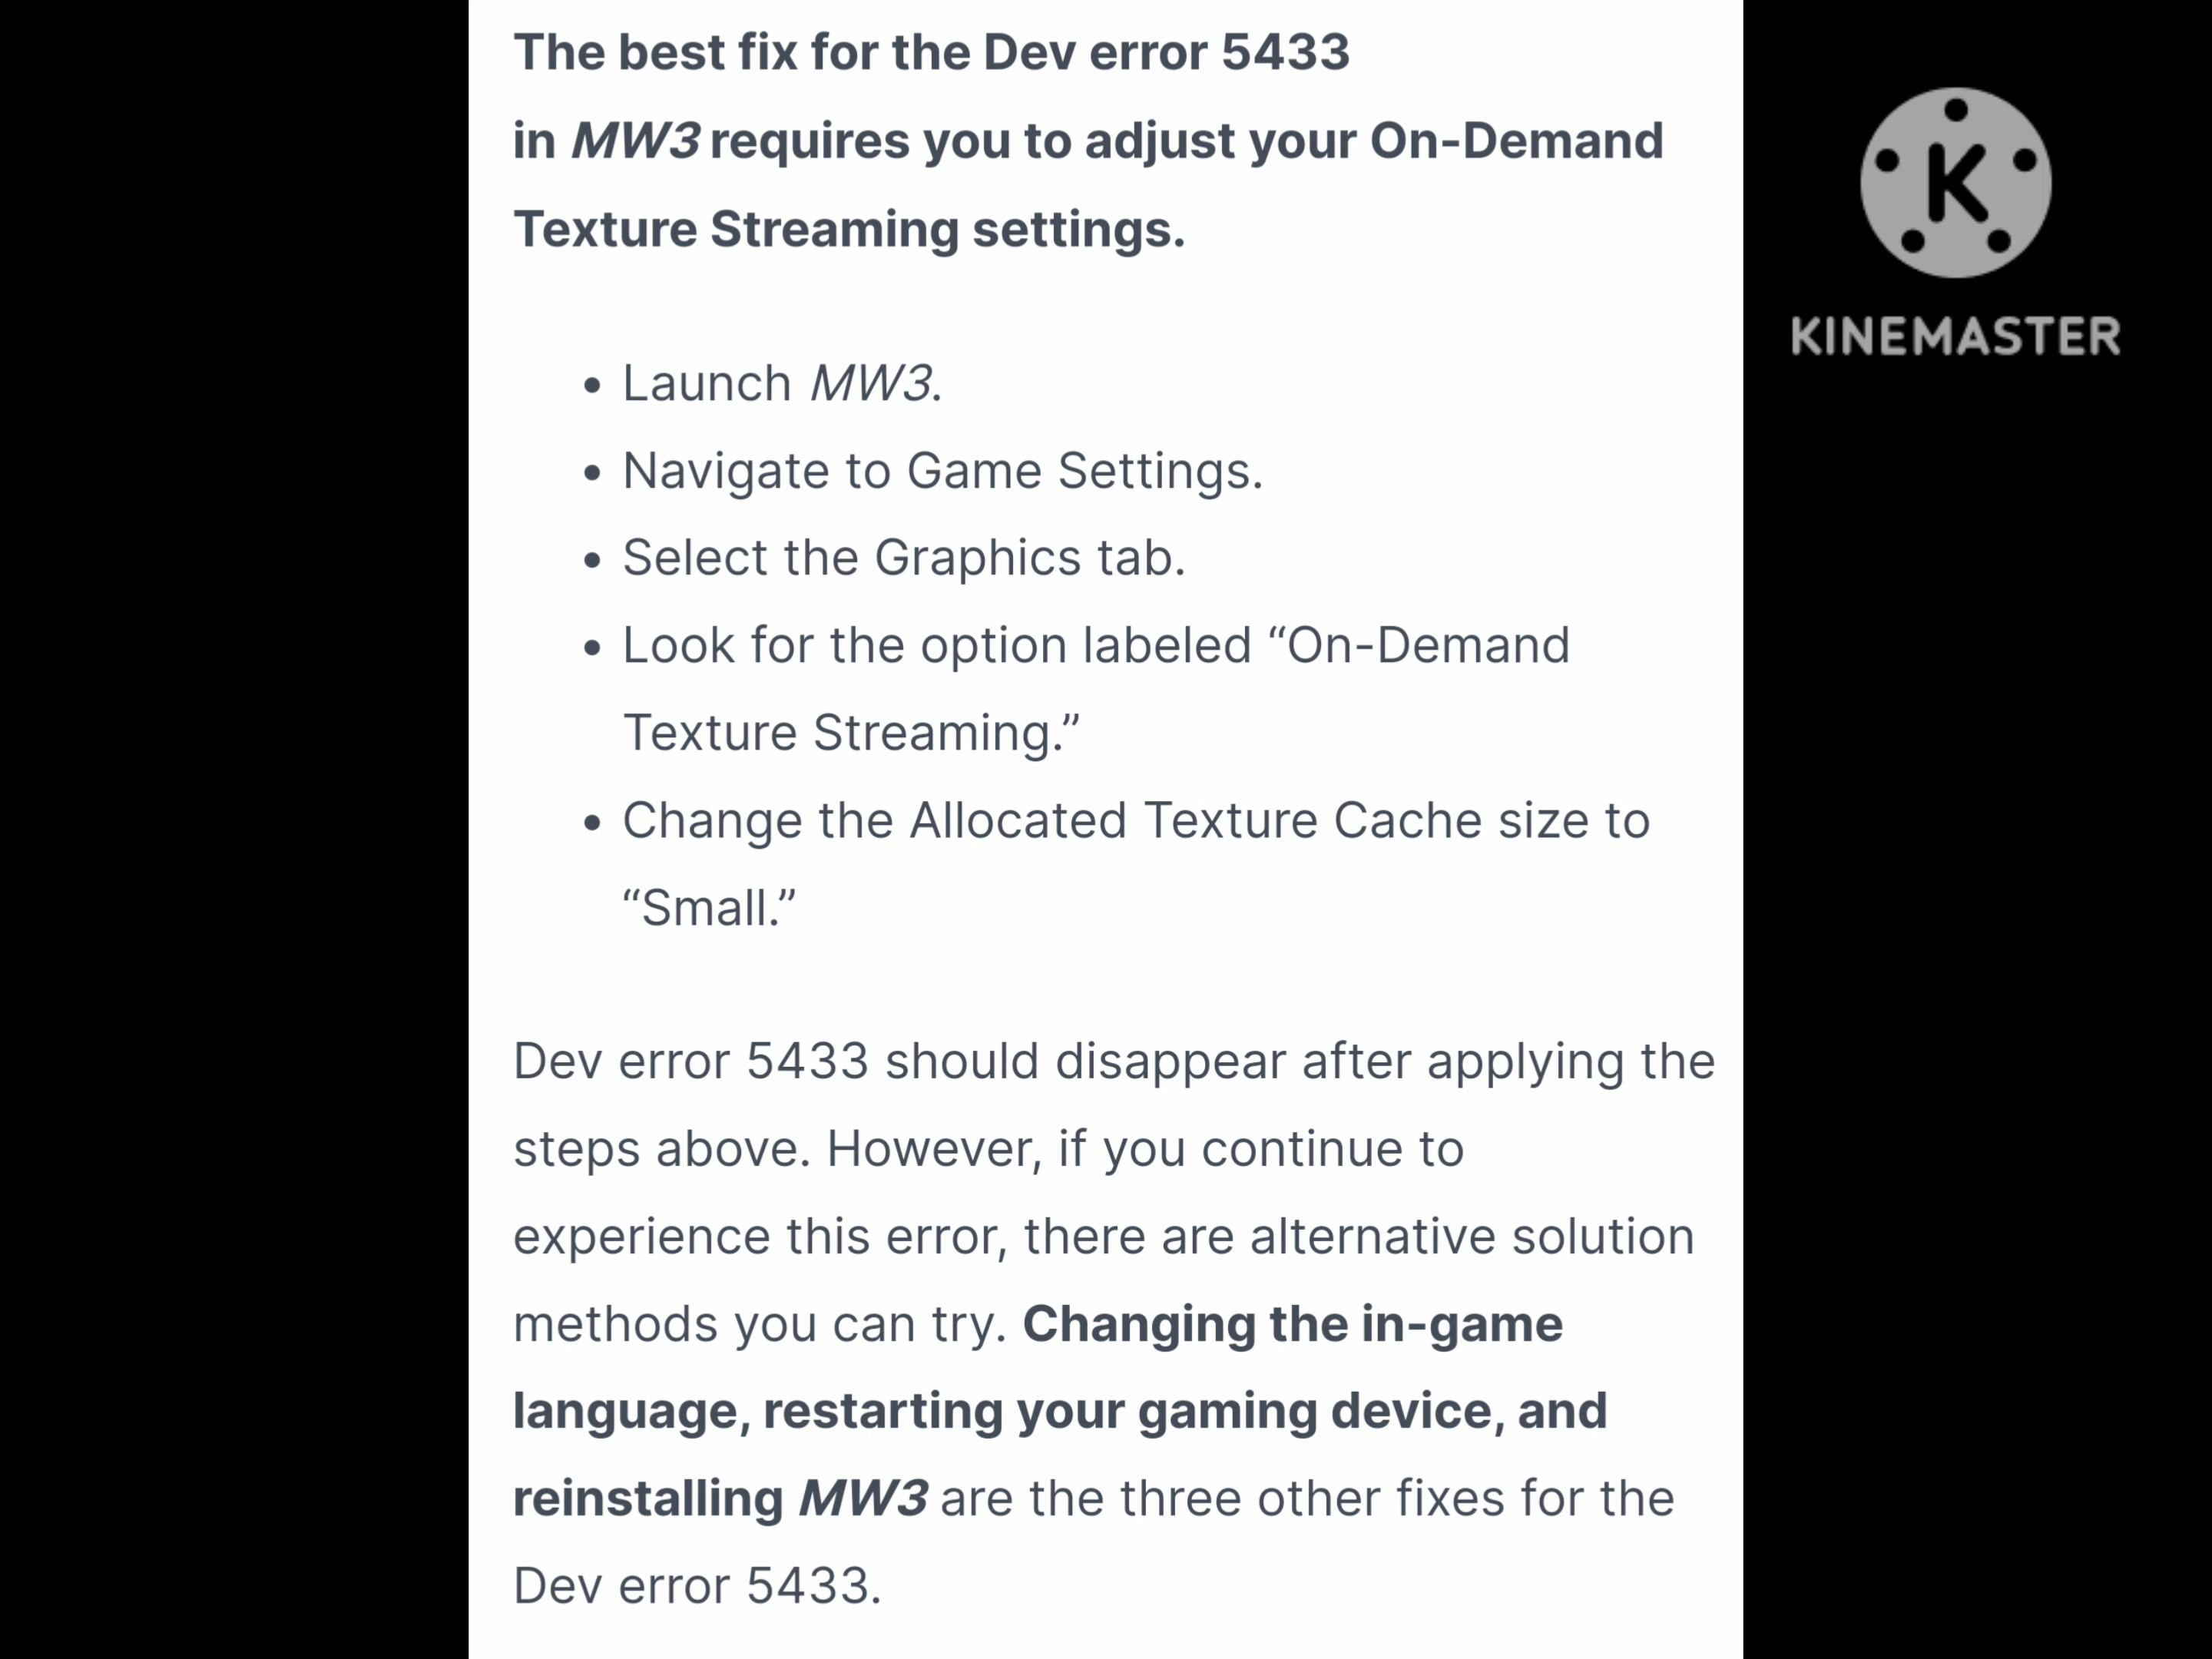 The best fix for the Dev error 5433
in MW3 requires you to adjust your On-Demand
Texture Streaming settings.
• Launch MW3.
• Navigate to Game Settings.
• Select the Graphics tab.
• Look for the option labeled “On-Demand
Texture Streaming.”
• Change the Allocated Texture Cache size to
“Small.”
Dev error 5433 should disappear after applying the
steps above. However, if you continue to
experience this error, there are alternative solution
methods you can try. Changing the in-game
language, restarting your gaming device, and
reinstalling MW3 are the three other fixes for the
Dev error 5433.
K
KINEMASTER